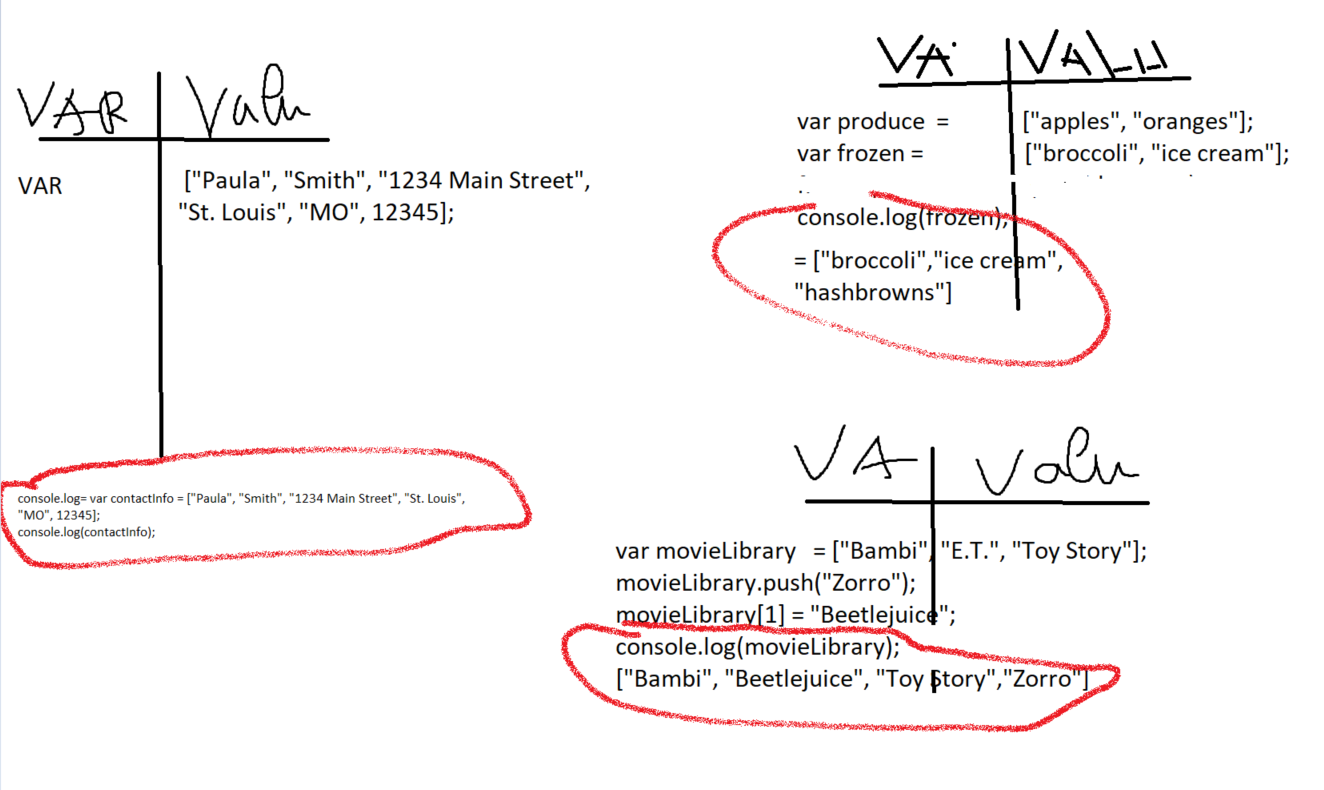 VAR Valu
VAR ["Paula", "Smith", "1234 Main Street",
"St. Louis", "MO", 12345];
console.log= var contactInfo = ["Paula", "Smith", "1234 Main Street", "St. Louis",
"MO", 12345];
console.log(contactInfo);
VA VALU
var produce = ["apples", "oranges"];
var frozen = ["broccoli", "ice cream"];
console.log(frozen);
= ["broccoli","ice cream",
"hashbrowns"]
VA Valu
var movieLibrary = ["Bambi", "E.T.", "Toy Story"];
movieLibrary.push("Zorro");
movieLibrary[1] = "Beetlejuice";
console.log(movieLibrary);
["Bambi", "Beetlejuice", "Toy Story","Zorro"]